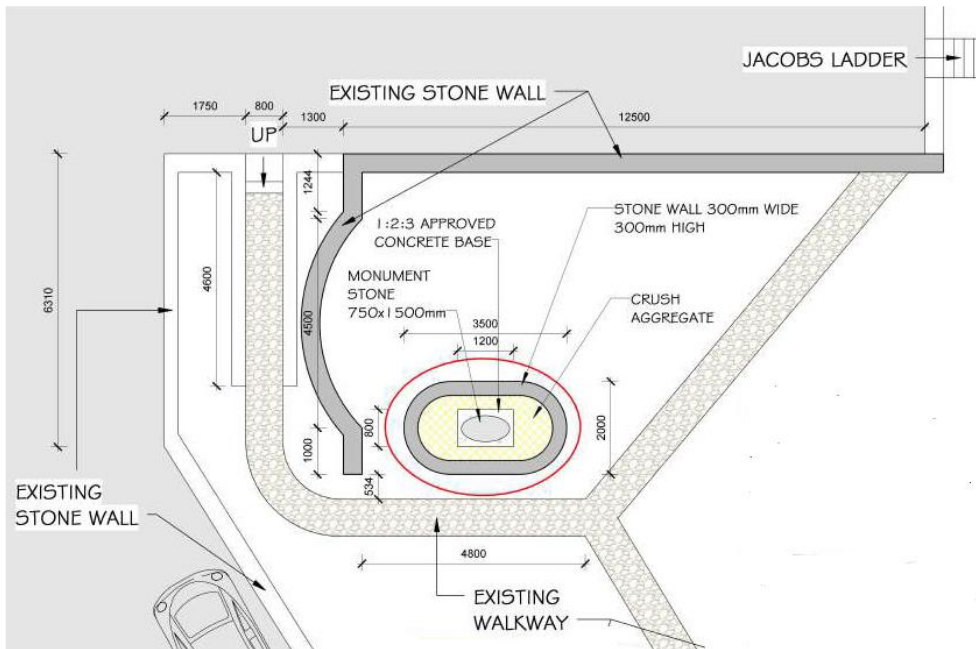 JACOBS LADDER
EXISTING STONE WALL
1750
800
1300
12500
UP
1244
STONE WALL 300mm WIDE
300mm HIGH
1:2:3 APPROVED
CONCRETE BASE
MONUMENT
STONE
750x1500mm
CRUSH
AGGREGATE
6310
4600
4500
3500
1200
800
2000
1000
534
EXISTING
STONE WALL
4800
EXISTING
WALKWAY